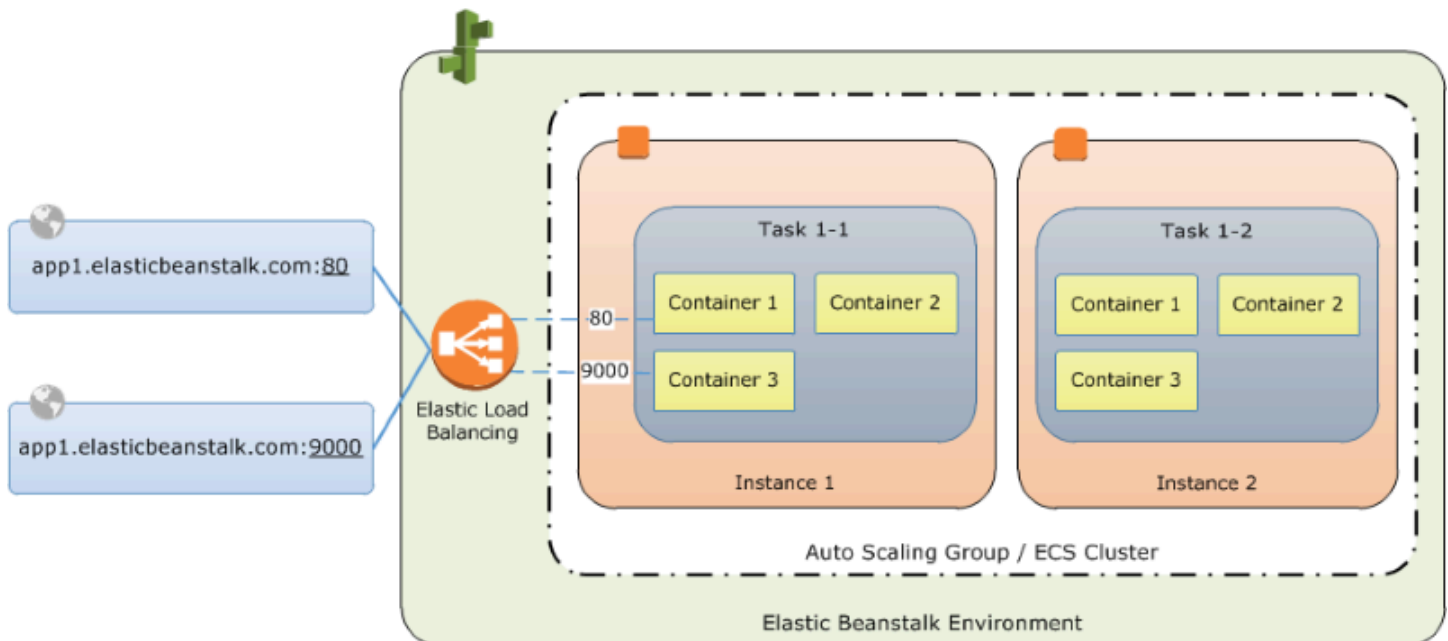 app1.elasticbeanstalk.com:80
app1.elasticbeanstalk.com:9000
Elastic Load
Balancing
80
9000
Task 1-1
Container 1
Container 2
Container 3
Instance 1
Task 1-2
Container 1
Container 2
Container 3
Instance 2
Auto Scaling Group / ECS Cluster
Elastic Beanstalk Environment